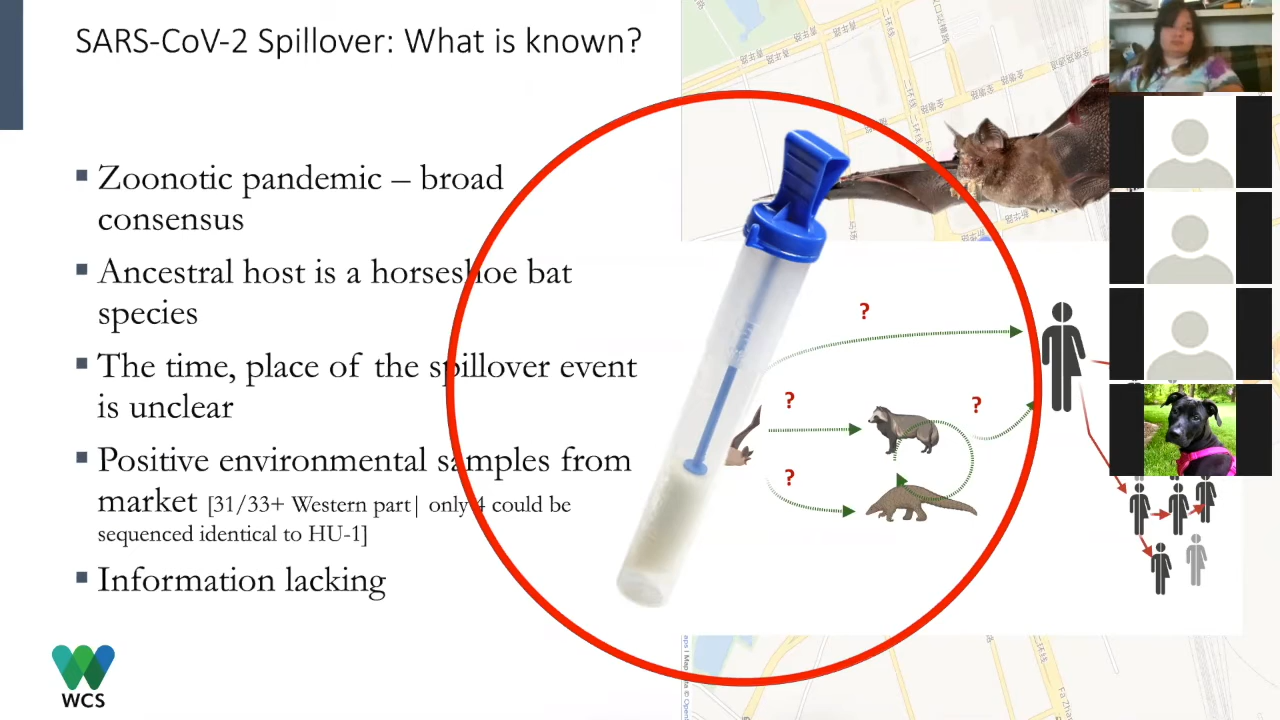 SARS-CoV-2 Spillover: What is known?
Zoonotic pandemic – broad
consensus
Ancestral host is a horseshoe bat
species
The time, place of the spillover event
is unclear
Positive environmental samples from
market [31/33+ Western part| only 4 could be
sequenced identical to HU-1]
Information lacking
?
?
?
?
WCS